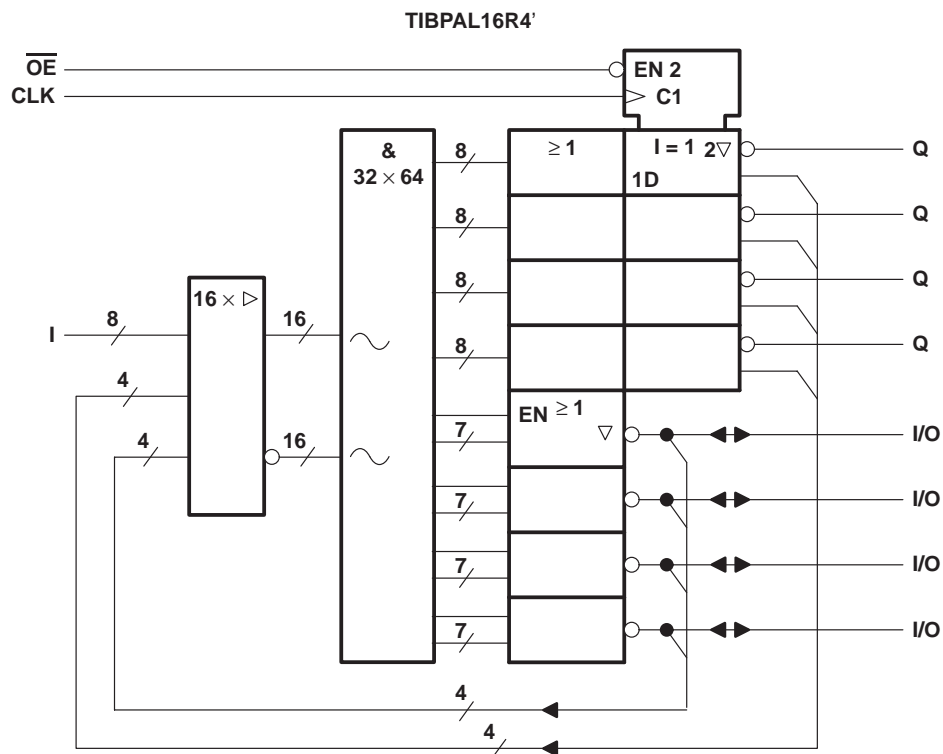 TIBPAL16R4’
OE
EN 2
CLK
C1
&
32 × 64
8
≥ 1
I = 1 2▽
Q
1D
8
Q
16 × ▷
8
Q
I
8
16
8
Q
4
EN ≥ 1
▽
7
I/O
4
16
7
I/O
7
I/O
7
I/O
4
4